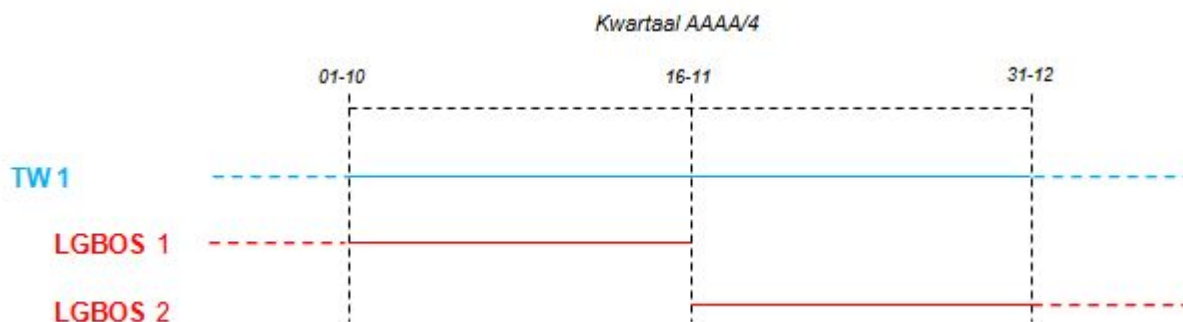 Kwartaal AAAA/4
01-10 16-11 31-12
TW 1
LGBOS 1
LGBOS 2